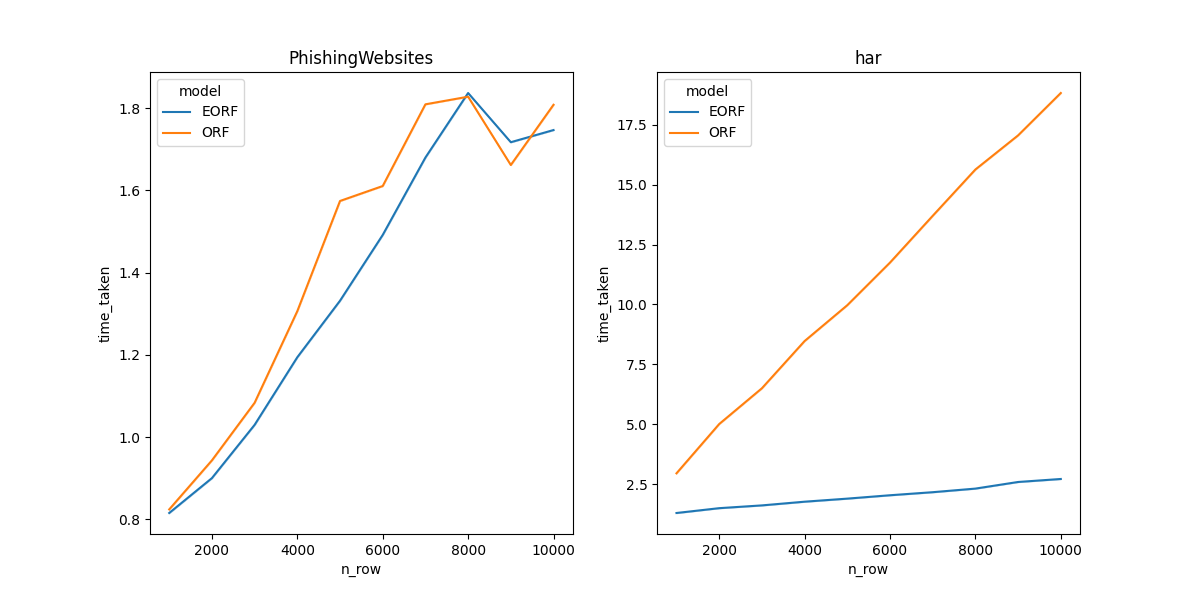 PhishingWebsites
model
EORF
ORF
1.8
1.6
1.4
1.2
1.0
0.8
time_taken
2000
4000
6000
8000
10000
n_row
har
model
EORF
ORF
17.5
15.0
12.5
10.0
7.5
5.0
2.5
time_taken
2000
4000
6000
8000
10000
n_row